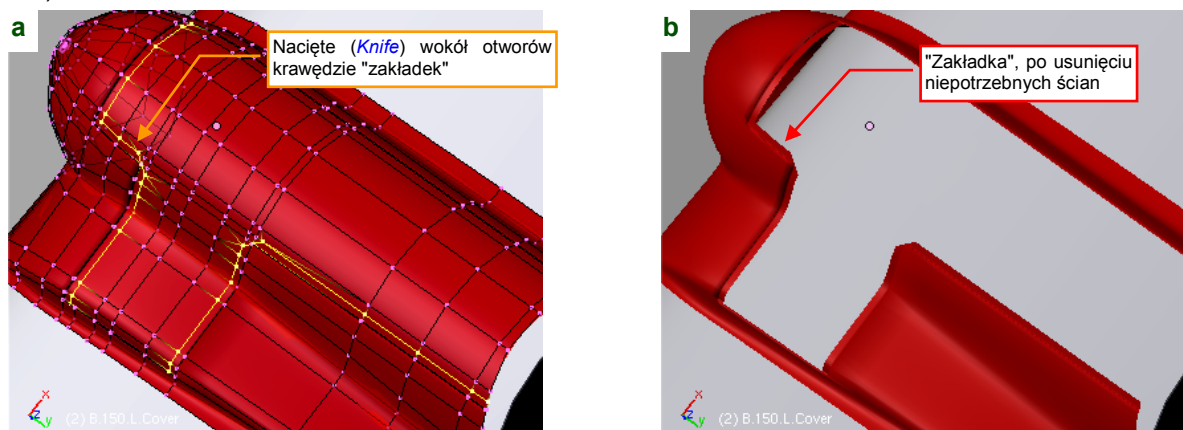 a
Nacięte (Knife) wokół otworów
krawędzie "zakładek"
x
z
y
(2) B.150.L.Cover
b
"Zakładka", po usunięciu
niepotrzebnych ścian
x
z
y
(2) B.150.L.Cover